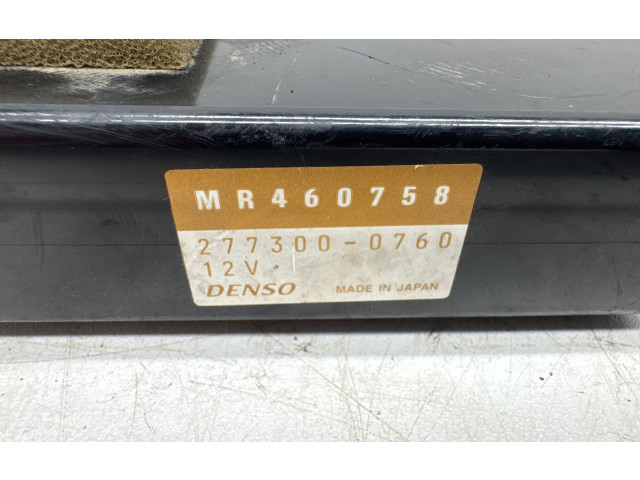 MR460758
277300-0760
12V
DENSO MADE IN JAPAN